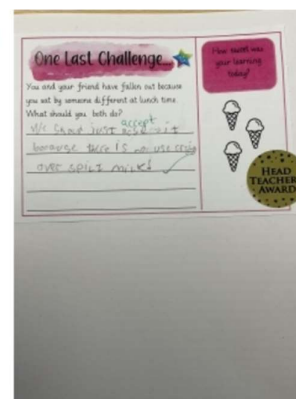 One Last Challenge...
You and your friend have fallen out because
you sat by someone different at lunch time.
What should you both do?
accept
We shoud just
because there is no use crying
over spilt milk!
How sweet was
your learning
today?
HEAD
TEACHER
AWARD